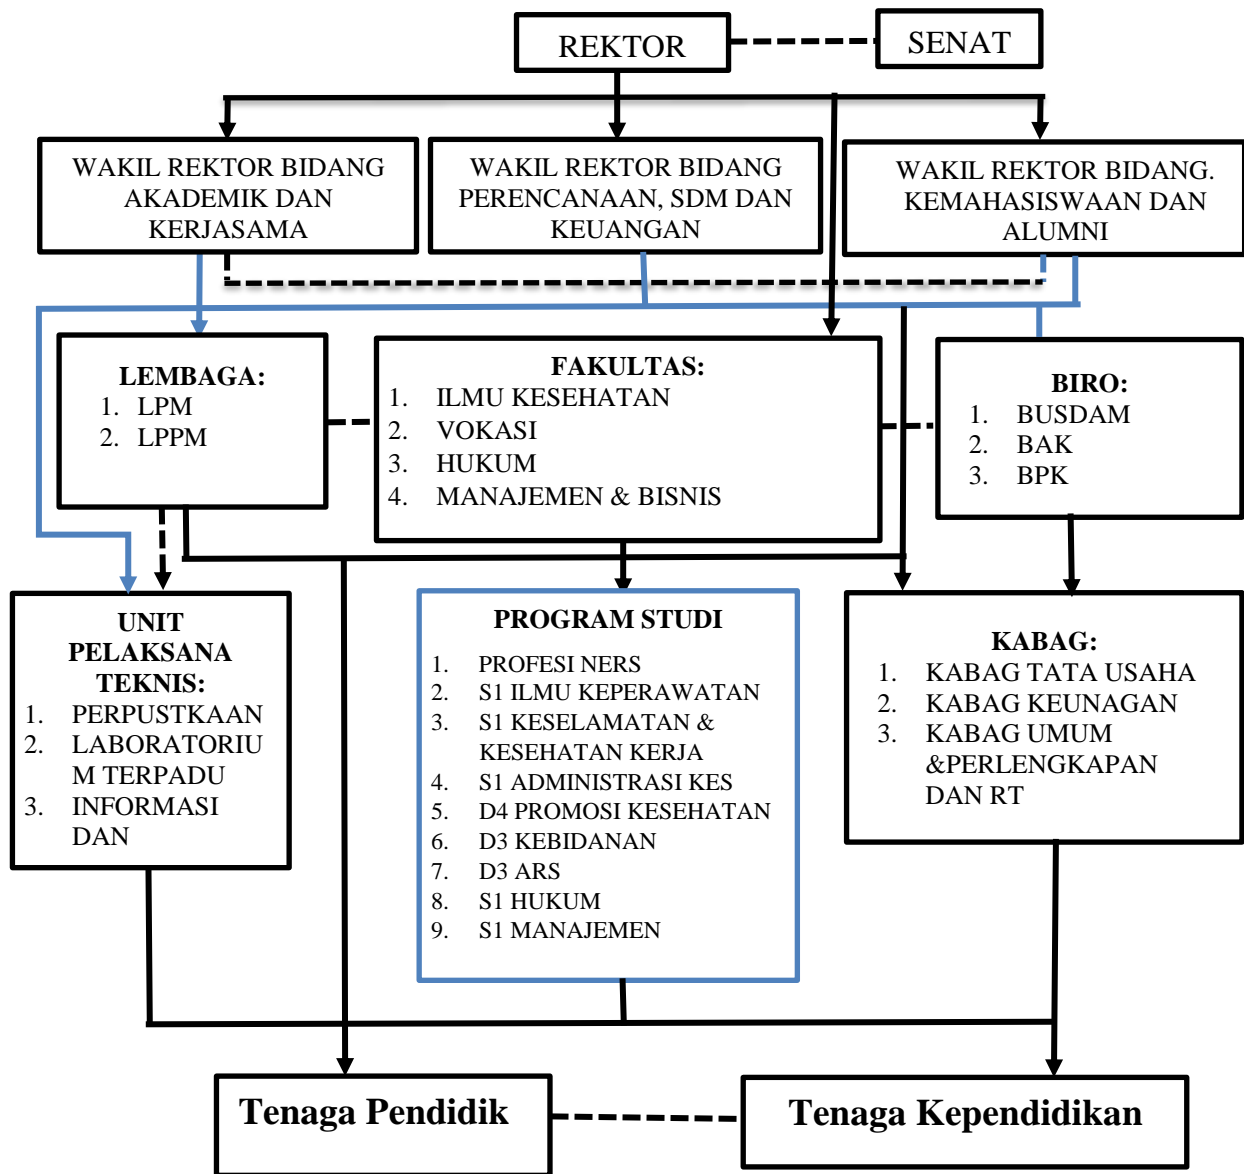 REKTOR
SENAT
WAKIL REKTOR BIDANG
AKADEMIK DAN
KERJASAMA
WAKIL REKTOR BIDANG
PERENCANAAN, SDM DAN
KEUANGAN
WAKIL REKTOR BIDANG.
KEMAHASISWAAN DAN
ALUMNI
LEMBAGA:
1. LPM
2. LPPM
FAKULTAS:
1. ILMU KESEHATAN
2. VOKASI
3. HUKUM
4. MANAJEMEN & BISNIS
BIRO:
1. BUSDAM
2. BAK
3. BPK
UNIT
PELAKSANA
TEKNIS:
1. PERPUSTKAAN
2. LABORATORIU
M TERPADU
3. INFORMASI
DAN
PROGRAM STUDI
1. PROFESI NERS
2. S1 ILMU KEPERAWATAN
3. S1 KESELAMATAN &
KESEHATAN KERJA
4. S1 ADMINISTRASI KES
5. D4 PROMOSI KESEHATAN
6. D3 KEBIDANAN
7. D3 ARS
8. S1 HUKUM
9. S1 MANAJEMEN
KABAG:
1. KABAG TATA USAHA
2. KABAG KEUNAGAN
3. KABAG UMUM
&PERLENGKAPAN
DAN RT
Tenaga Pendidik
Tenaga Kependidikan